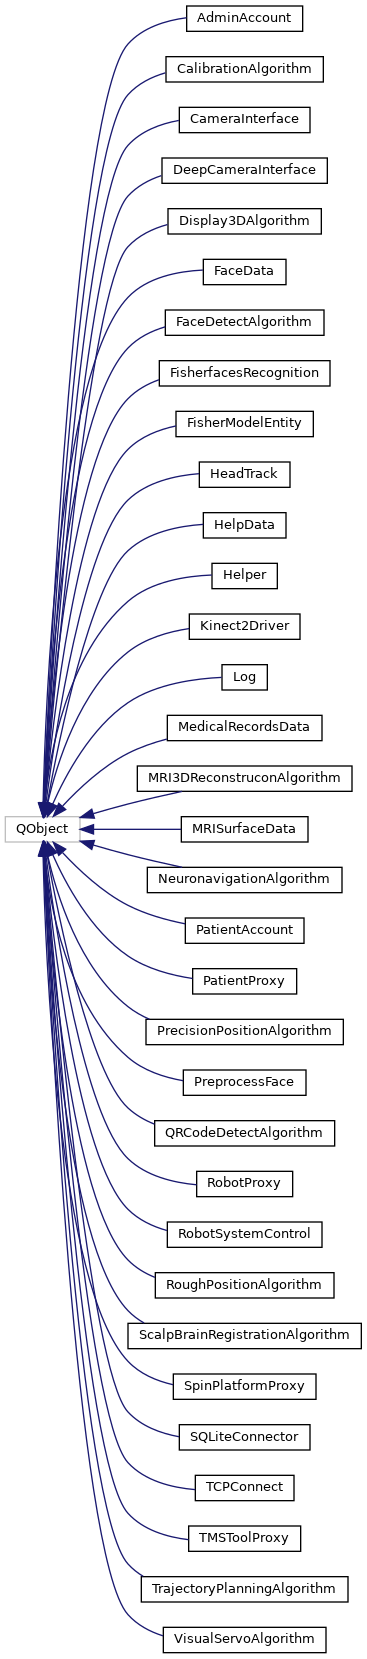 AdminAccount
CalibrationAlgorithm
CameraInterface
DeepCameraInterface
Display3DAlgorithm
FaceData
FaceDetectAlgorithm
FisherfacesRecognition
FisherModelEntity
HeadTrack
HelpData
Helper
Kinect2Driver
Log
MedicalRecordsData
MRI3DReconstruconAlgorithm
QObject
MRISurfaceData
NeuronavigationAlgorithm
PatientAccount
PatientProxy
PrecisionPositionAlgorithm
PreprocessFace
QRCodeDetectAlgorithm
RobotProxy
RobotSystemControl
RoughPositionAlgorithm
ScalpBrainRegistrationAlgorithm
SpinPlatformProxy
SQLiteConnector
TCPConnect
TMSToolProxy
TrajectoryPlanningAlgorithm
VisualServoAlgorithm